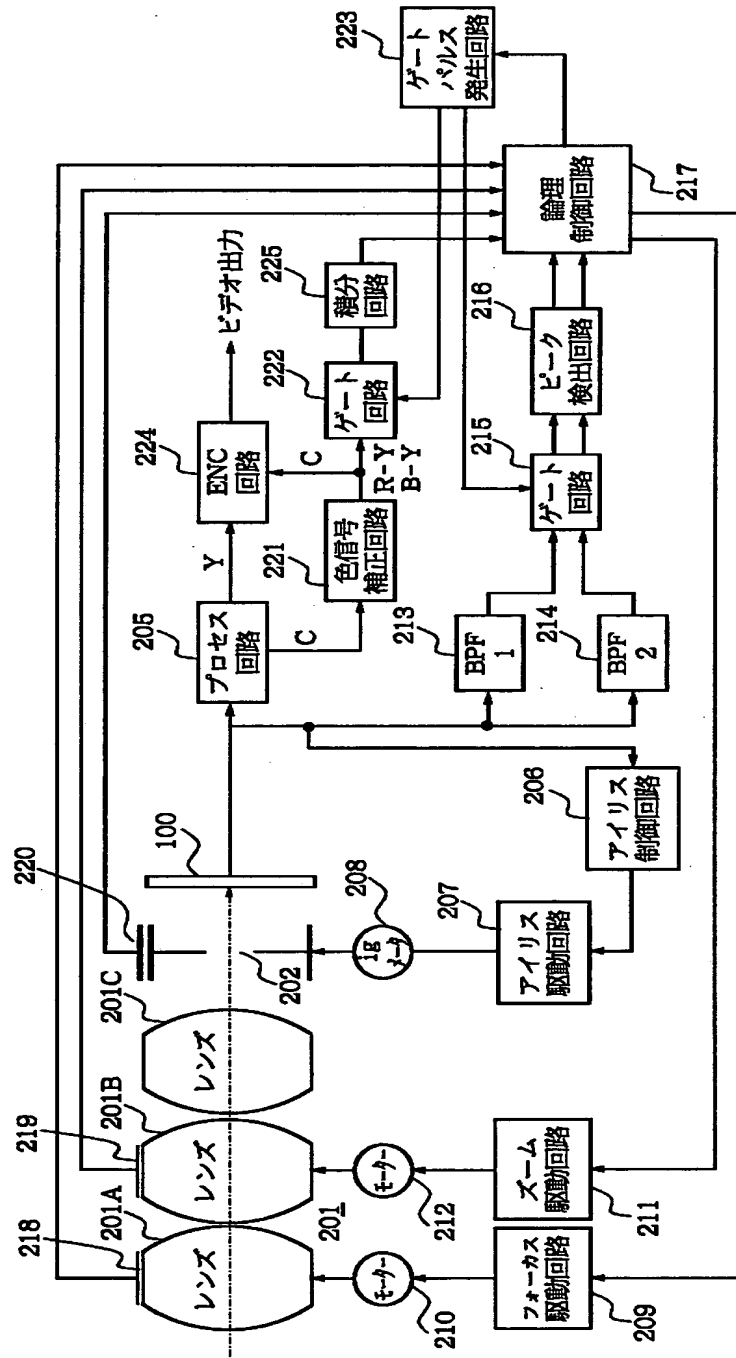 218
201A
レンズ
219
201B
レンズ
201C
レンズ
201
220
202
100
モーター
210
モーター
212
igメータ
208
フォーカス
駆動回路
209
ズーム
駆動回路
211
アイリス
駆動回路
207
アイリス
制御回路
206
プロセス
回路
205
Y
C
ENC
回路
224
ビデオ出力
C
色信号
補正回路
221
R-Y
B-Y
ゲート
回路
222
積分
回路
225
BPF
1
213
BPF
2
214
ゲート
回路
215
ピーク
検出回路
216
論理
制御回路
217
ゲート
パルス
発生回路
223